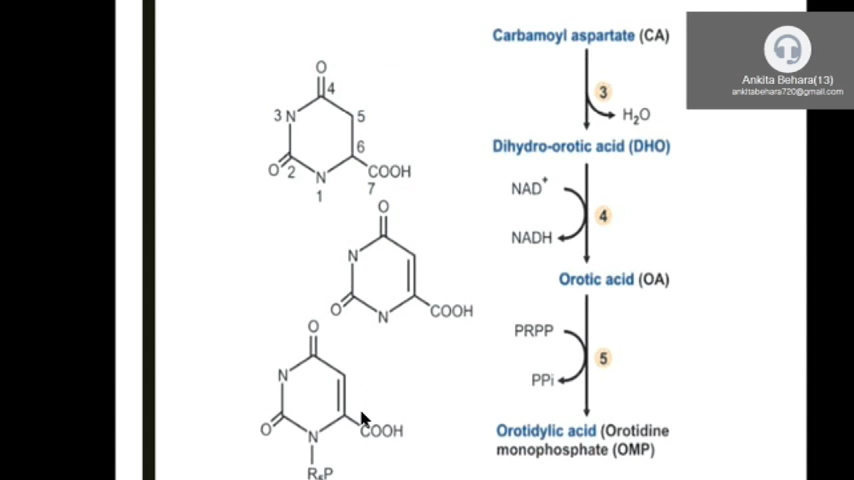 Carbamoyl aspartate (CA)
3
H₂O
Dihydro-orotic acid (DHO)
NAD⁺
4
NADH
Orotic acid (OA)
PRPP
5
PPi
Orotidylic acid (Orotidine
monophosphate (OMP)
O
4
3 N
5
6
O 2
N
COOH
1
7
O
N
O
N
COOH
O
N
O
N
COOH
R₅P
Ankita Behara(13)
ankitabehara720@gmail.com